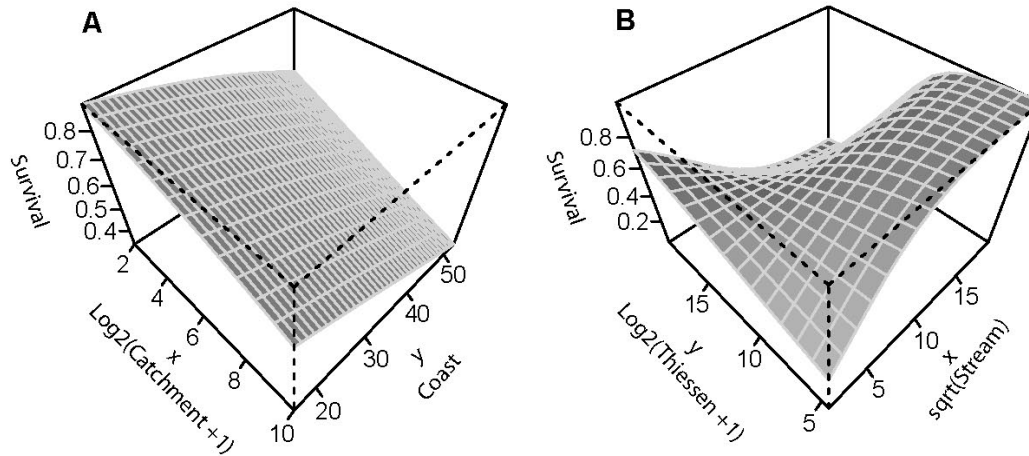 A
0.8
0.7
0.6
0.5
0.4
Survival
2
4
6
8
10
x
Log2(Catchment +1)
20
30
40
50
y
Coast
B
0.8
0.6
0.4
0.2
Survival
15
10
5
y
Log2(Thiessen +1)
5
10
15
x
sqrt(Stream)